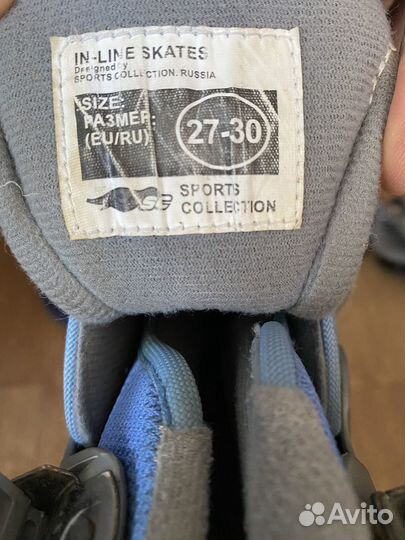 IN-LINE SKATES
Designed by
SPORTS COLLECTION. RUSSIA
SIZE:
РАЗМЕР:
(EU/RU)
27-30
SPORTS
COLLECTION
Avito